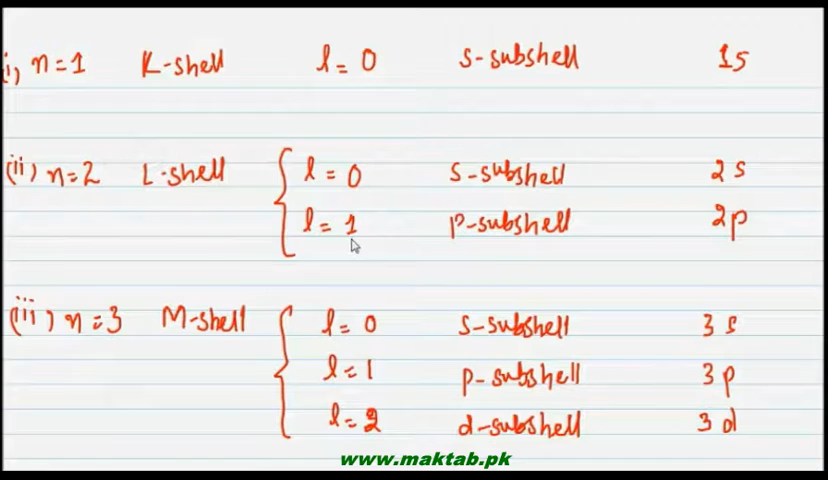 (i) n=1 K-shell l=0 s-subshell 1s
(ii) n=2 L-shell l=0 s-subshell 2s
l=1 p-subshell 2p
(iii) n=3 M-shell l=0 s-subshell 3s
l=1 p-subshell 3p
l=2 d-subshell 3d
www.maktab.pk